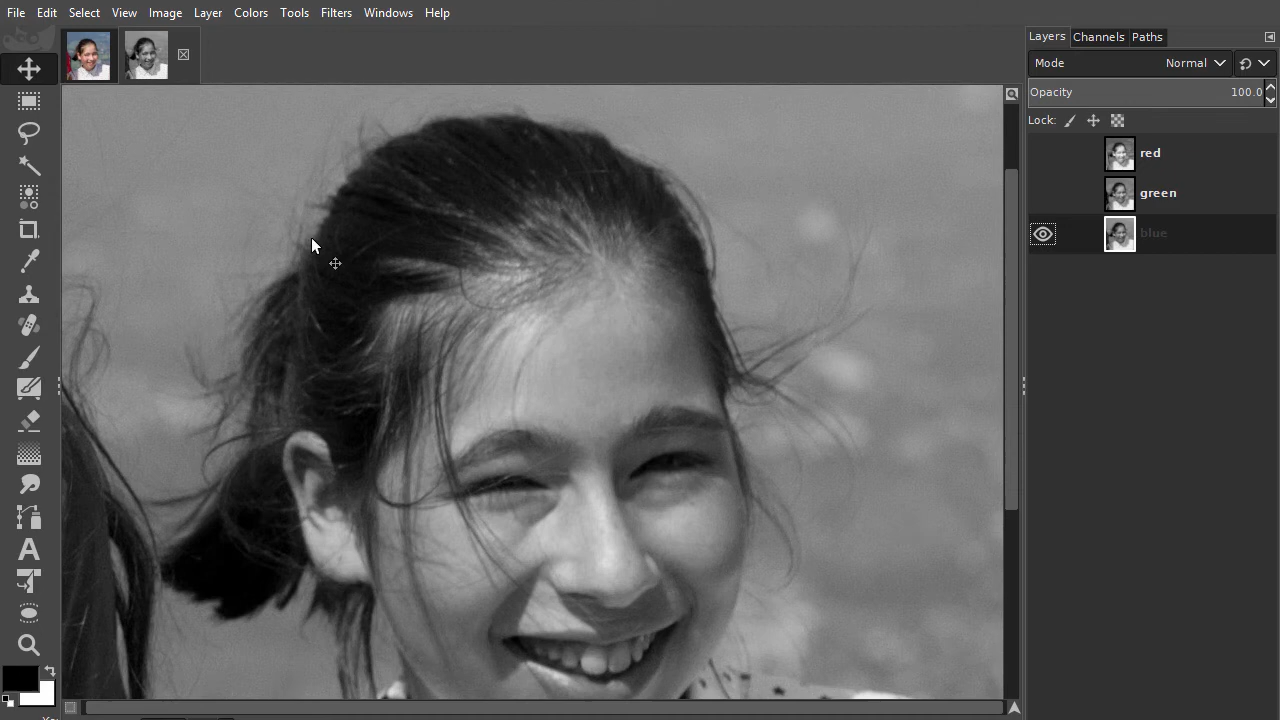 File Edit Select View Image Layer Colors Tools Filters Windows Help
Layers Channels Paths
Mode Normal
Opacity 100.0
Lock:
red
green
blue